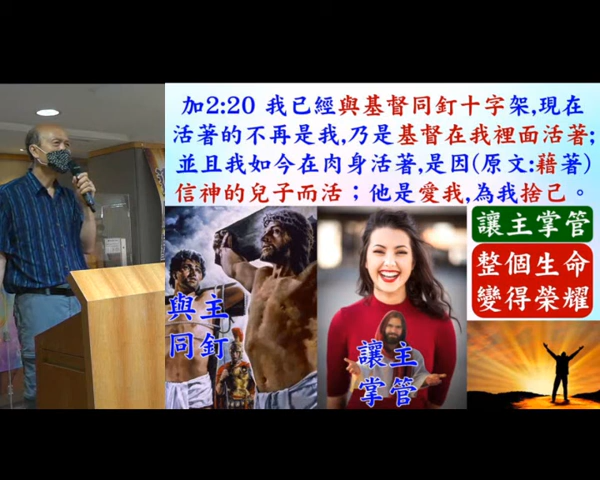 加2:20 我已經與基督同釘十字架,現在
活著的不再是我,乃是基督在我裡面活著;
並且我如今在肉身活著,是因(原文:藉著)
信神的兒子而活；他是愛我,為我捨己。
讓主掌管
整個生命
變得榮耀
與主
同釘
讓主
掌管